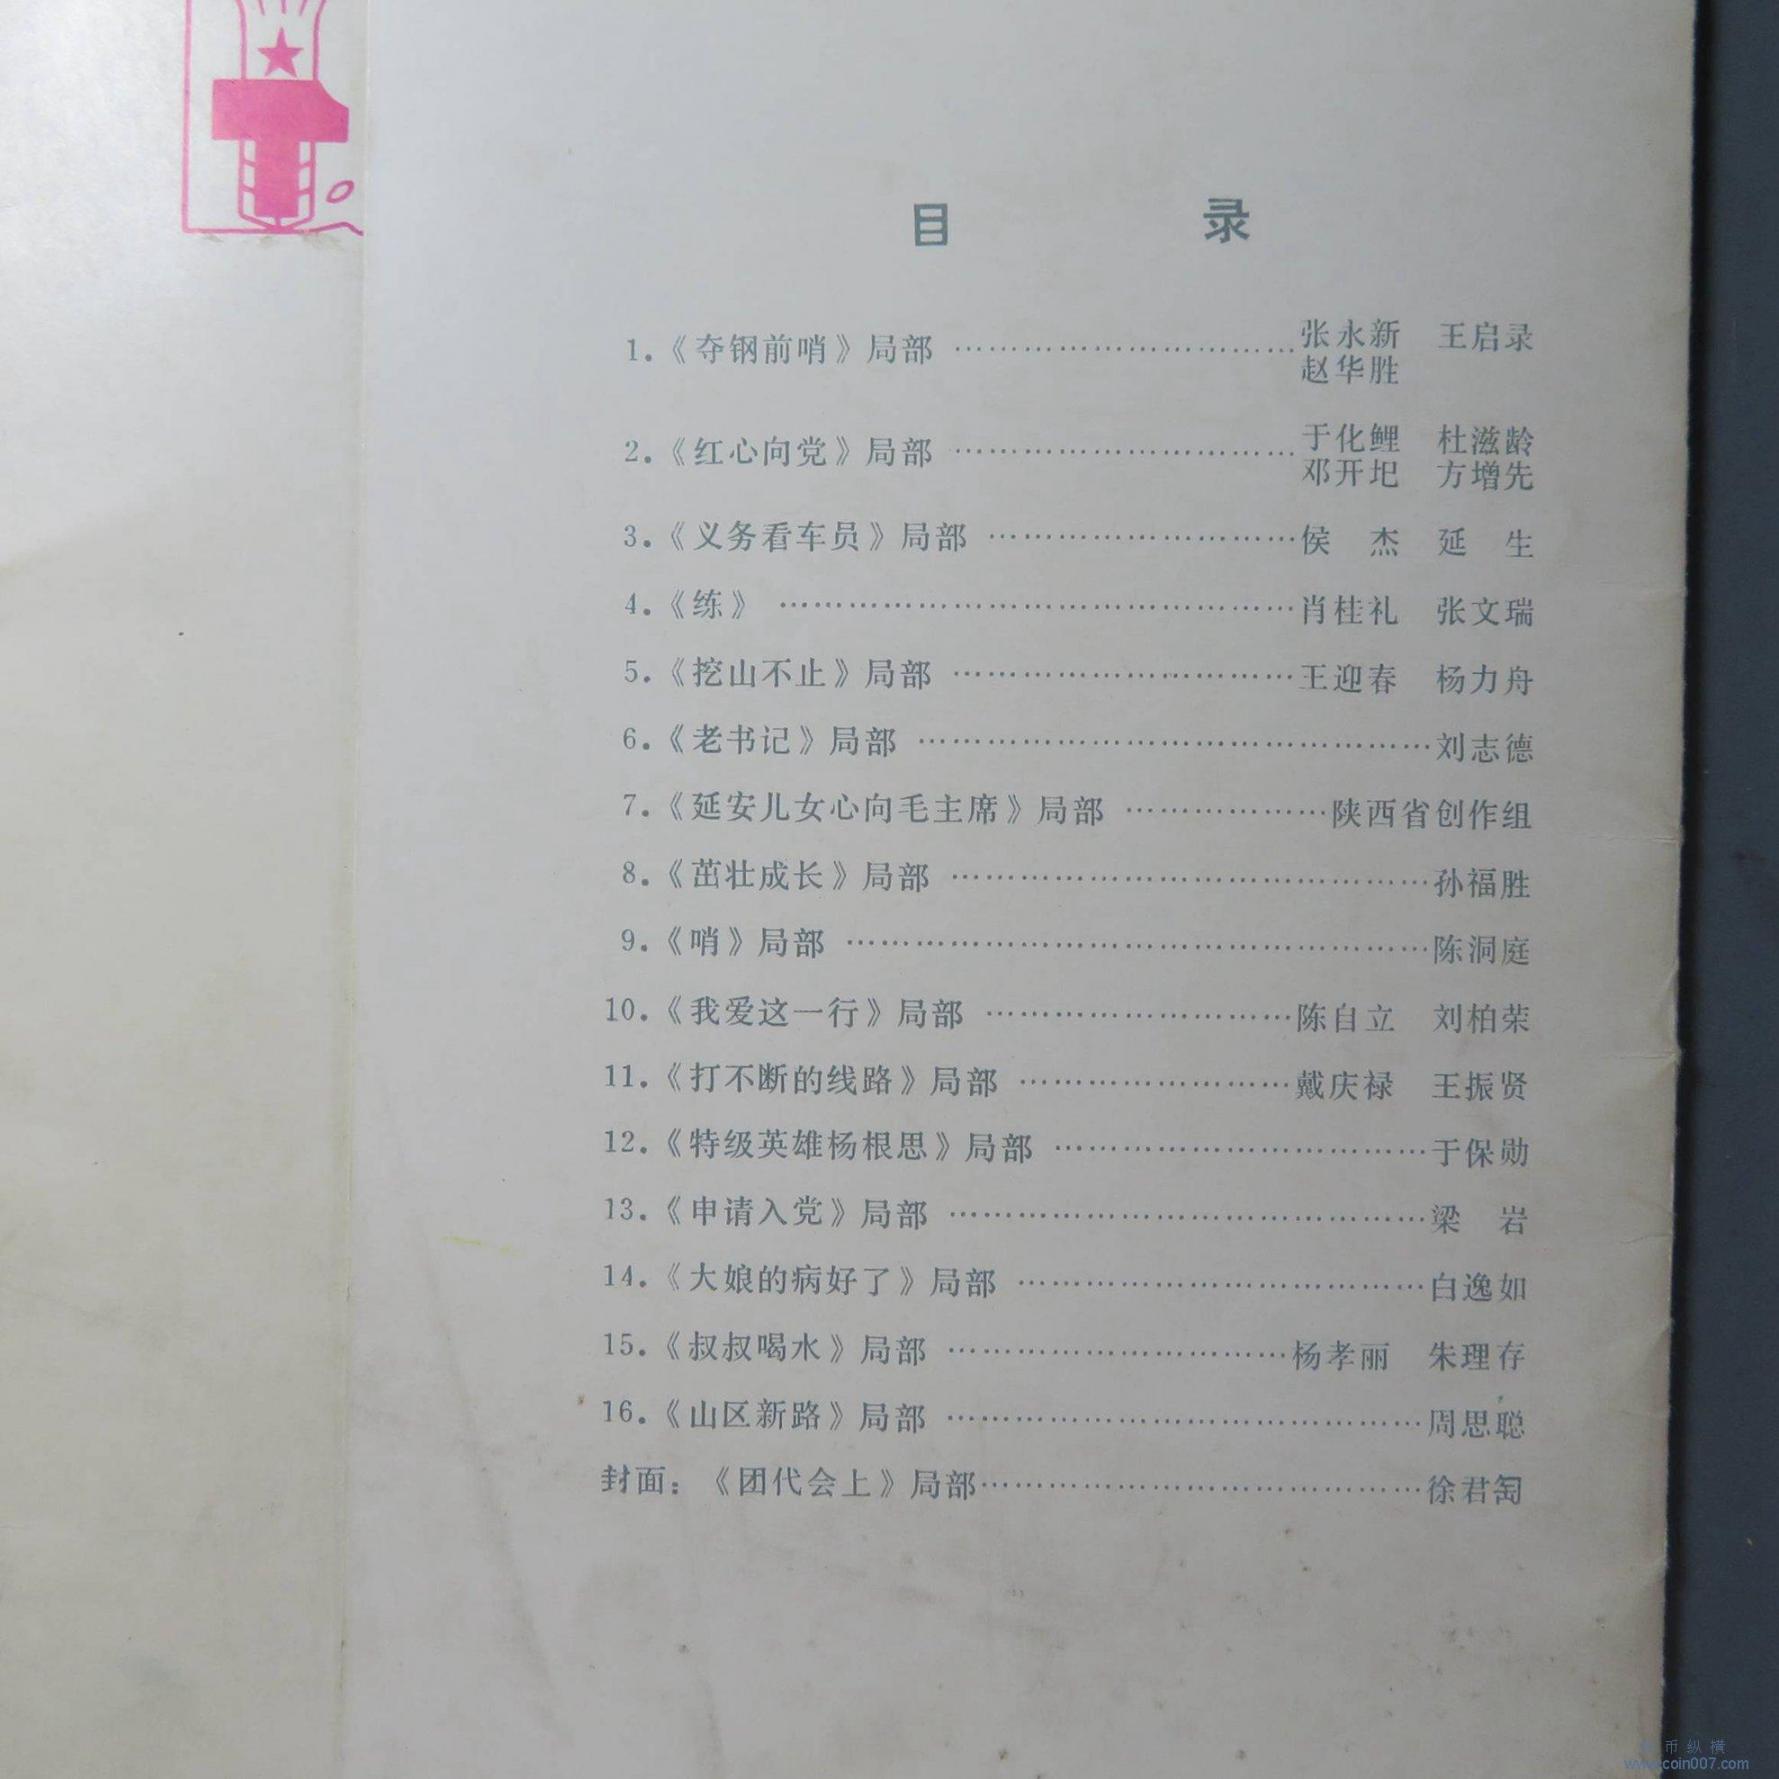 目 录
1.《夺钢前哨》局部 ……………………………张永新 王启录
赵华胜
2.《红心向党》局部 ……………………………于化鲤 杜滋龄
邓开圯 方增先
3.《义务看车员》局部 …………………………侯 杰 延 生
4.《练》 ……………………………………………肖桂礼 张文瑞
5.《挖山不止》局部 ……………………………王迎春 杨力舟
6.《老书记》局部 ……………………………………………刘志德
7.《延安儿女心向毛主席》局部 ………………陕西省创作组
8.《茁壮成长》局部 …………………………………………孙福胜
9.《哨》局部 …………………………………………………陈洞庭
10.《我爱这一行》局部 …………………………陈自立 刘柏荣
11.《打不断的线路》局部 ………………………戴庆禄 王振贤
12.《特级英雄杨根思》局部 ………………………………于保勋
13.《申请入党》局部 …………………………………………梁 岩
14.《大娘的病好了》局部 …………………………………白逸如
15.《叔叔喝水》局部 ……………………………杨孝丽 朱理存
16.《山区新路》局部 …………………………………………周思聪
封面：《团代会上》局部……………………………………徐君萄
币纵横
www.coin007.com